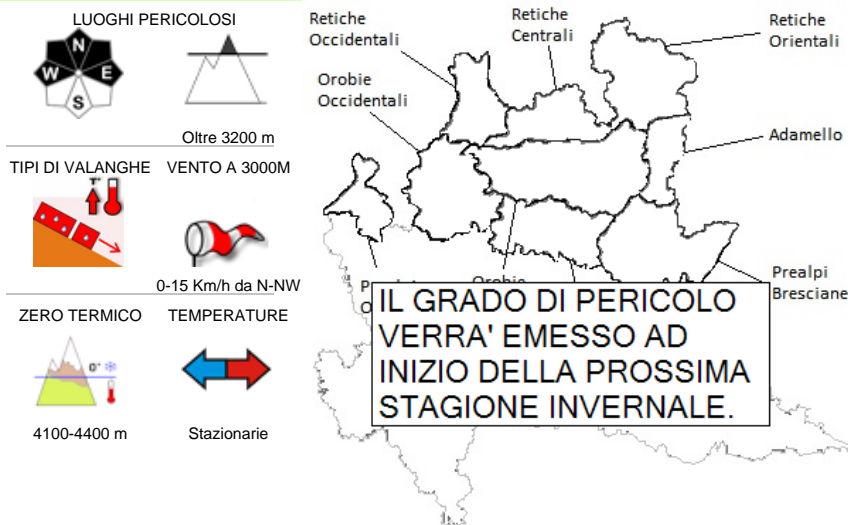 LUOGHI PERICOLOSI
N
W E
S
Oltre 3200 m
TIPI DI VALANGHE VENTO A 3000M
T°
0-15 Km/h da N-NW
ZERO TERMICO TEMPERATURE
0°
4100-4400 m Stazionarie
Retiche
Occidentali
Retiche
Centrali
Retiche
Orientali
Orobie
Occidentali
Adamello
Prealpi
Bresciane
IL GRADO DI PERICOLO
VERRA' EMESSO AD
INIZIO DELLA PROSSIMA
STAGIONE INVERNALE.